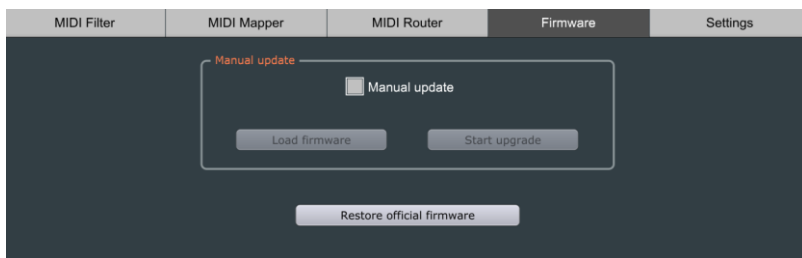 MIDI Filter MIDI Mapper MIDI Router Firmware Settings
Manual update
Manual update
Load firmware Start upgrade
Restore official firmware